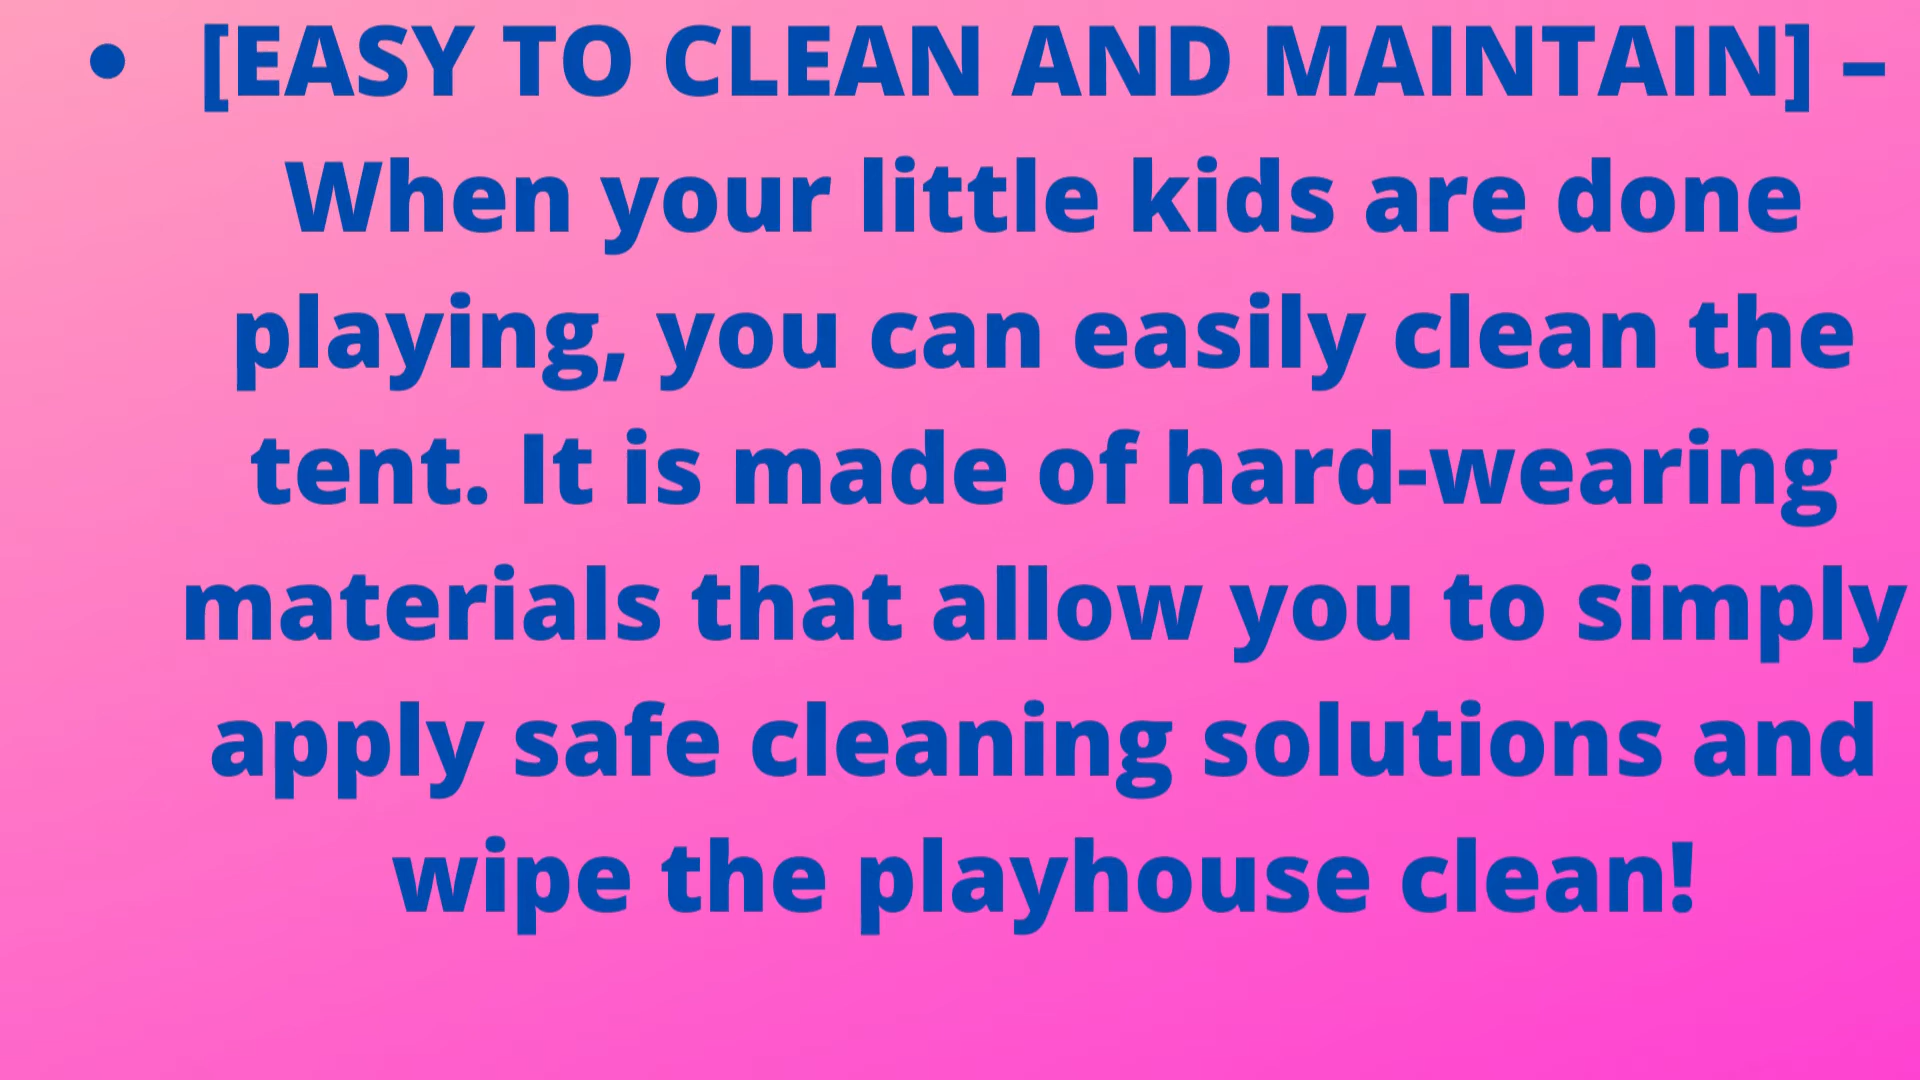 • [EASY TO CLEAN AND MAINTAIN] –
When your little kids are done
playing, you can easily clean the
tent. It is made of hard-wearing
materials that allow you to simply
apply safe cleaning solutions and
wipe the playhouse clean!